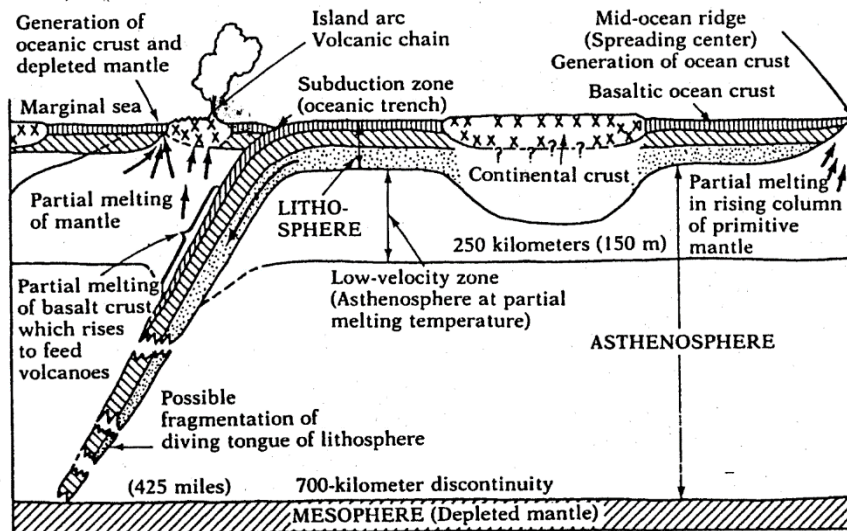 Generation of
oceanic crust and
depleted mantle
Marginal sea
Island arc
Volcanic chain
Subduction zone
(oceanic trench)
Mid-ocean ridge
(Spreading center)
Generation of ocean crust
Basaltic ocean crust
Partial melting
of mantle
LITHO-
SPHERE
? ? ? ?
Continental crust
Partial melting
in rising column
of primitive
mantle
250 kilometers (150 m)
Partial melting
of basalt crust
which rises
to feed
volcanoes
Low-velocity zone
(Asthenosphere at partial
melting temperature)
ASTHENOSPHERE
Possible
fragmentation of
diving tongue of lithosphere
(425 miles) 700-kilometer discontinuity
MESOPHERE (Depleted mantle)